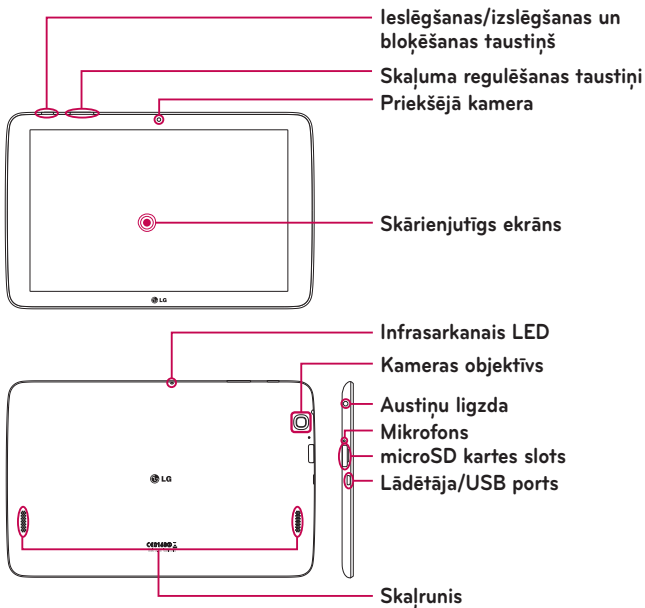 Ieslēgšanas/izslēgšanas un
bloķēšanas taustiņš
Skaļuma regulēšanas taustiņi
Priekšējā kamera
Skārienjutīgs ekrāns
LG
Infrasarkanais LED
Kameras objektīvs
Austiņu ligzda
Mikrofons
microSD kartes slots
Lādētāja/USB ports
LG
Skaļrunis